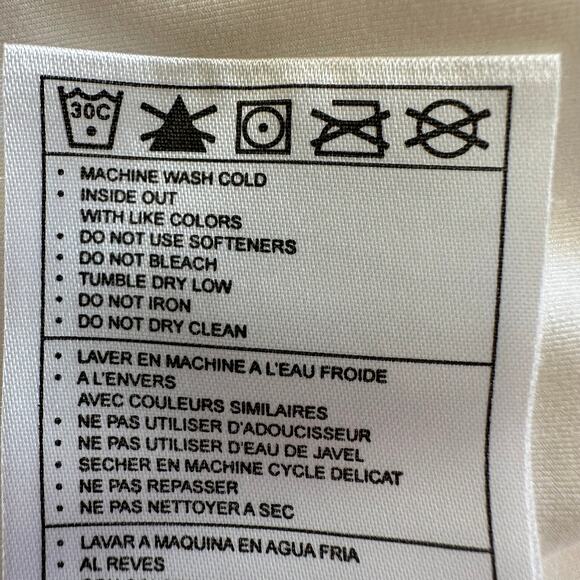 30C
• MACHINE WASH COLD
• INSIDE OUT
WITH LIKE COLORS
• DO NOT USE SOFTENERS
• DO NOT BLEACH
• TUMBLE DRY LOW
• DO NOT IRON
• DO NOT DRY CLEAN
• LAVER EN MACHINE A L'EAU FROIDE
• A L'ENVERS
AVEC COULEURS SIMILAIRES
• NE PAS UTILISER D'ADOUCISSEUR
• NE PAS UTILISER D'EAU DE JAVEL
• SECHER EN MACHINE CYCLE DELICAT
• NE PAS REPASSER
• NE PAS NETTOYER A SEC
• LAVAR A MAQUINA EN AGUA FRIA
• AL REVES